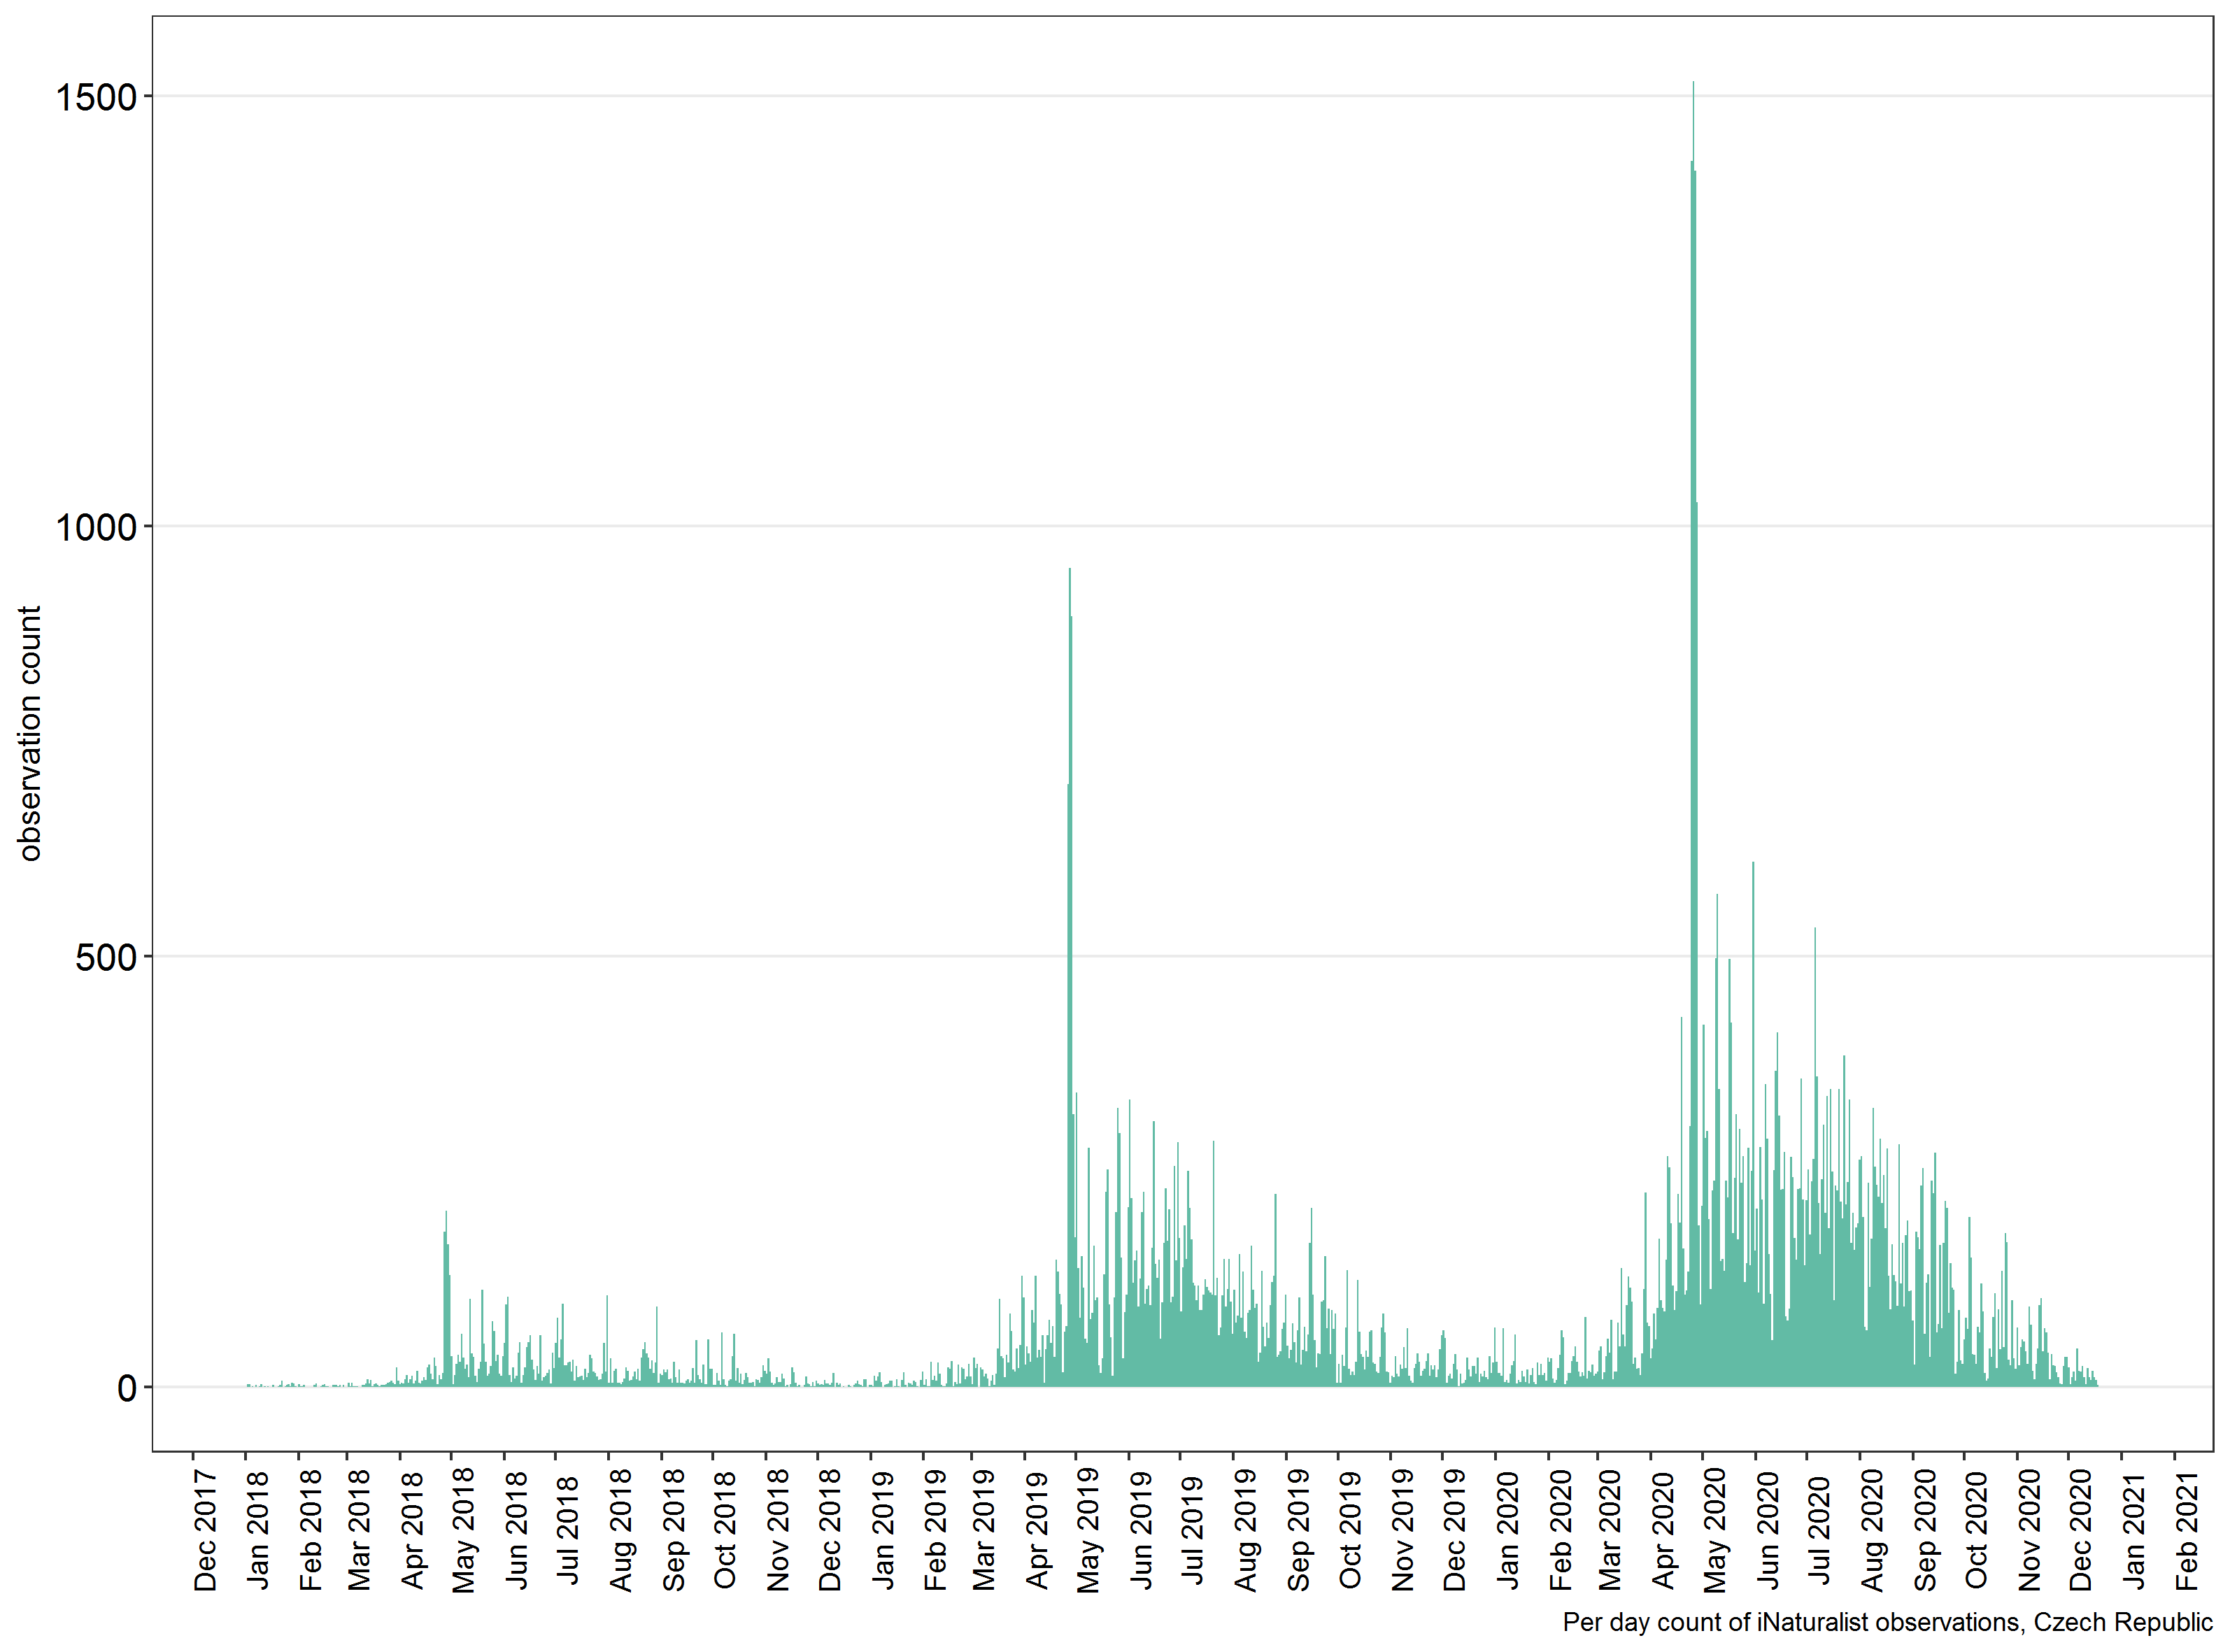 1500
1000
500
0
observation count
Dec 2017
Jan 2018
Feb 2018
Mar 2018
Apr 2018
May 2018
Jun 2018
Jul 2018
Aug 2018
Sep 2018
Oct 2018
Nov 2018
Dec 2018
Jan 2019
Feb 2019
Mar 2019
Apr 2019
May 2019
Jun 2019
Jul 2019
Aug 2019
Sep 2019
Oct 2019
Nov 2019
Dec 2019
Jan 2020
Feb 2020
Mar 2020
Apr 2020
May 2020
Jun 2020
Jul 2020
Aug 2020
Sep 2020
Oct 2020
Nov 2020
Dec 2020
Jan 2021
Feb 2021
Per day count of iNaturalist observations, Czech Republic